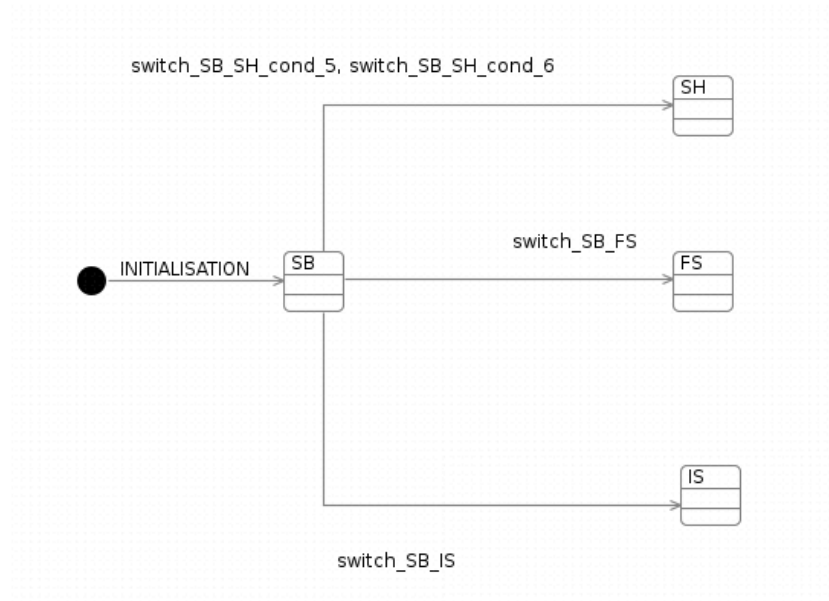 switch_SB_SH_cond_5, switch_SB_SH_cond_6
SH
switch_SB_FS
INITIALISATION
SB
FS
IS
switch_SB_IS